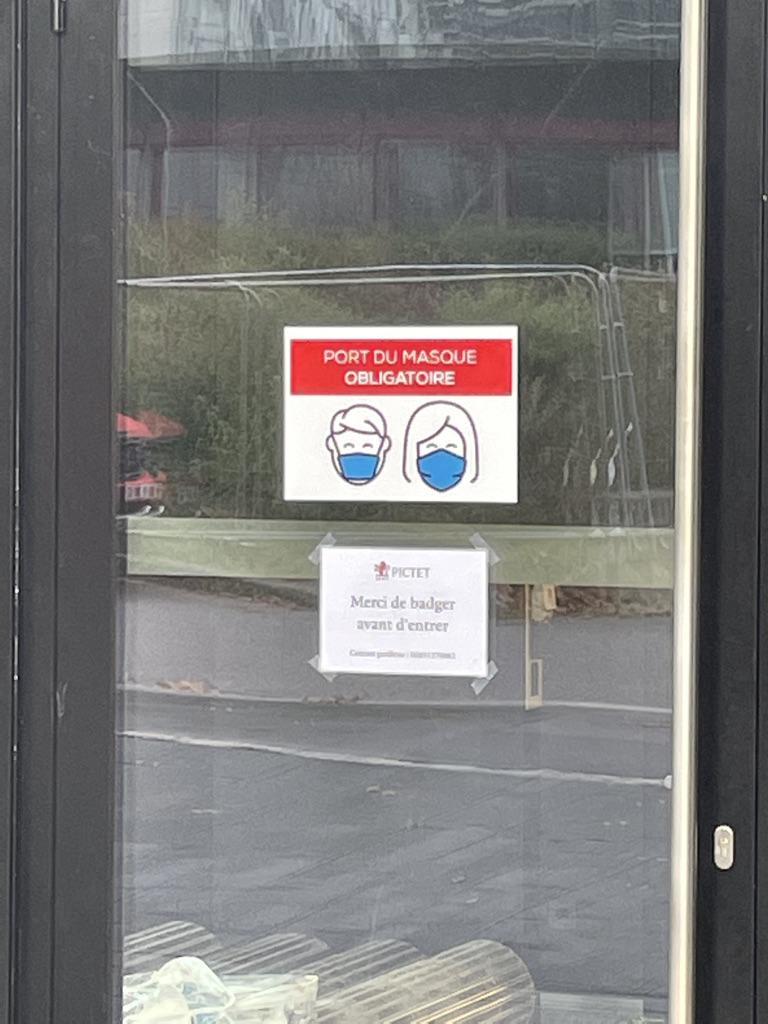 PORT DU MASQUE
OBLIGATOIRE
PICTET
Merci de badger
avant d'entrer